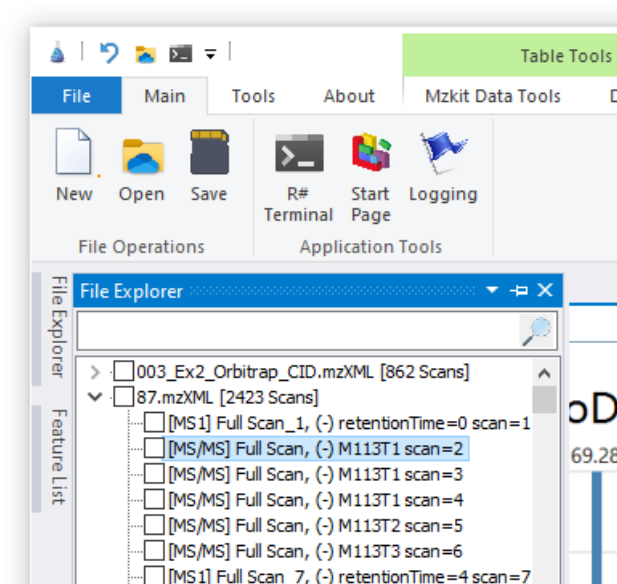 Table Tools
File Main Tools About Mzkit Data Tools
New Open Save R# Terminal Start Page Logging
File Operations Application Tools
File Explorer
Feature List
File Explorer
003_Ex2_Orbitrap_CID.mzXML [862 Scans]
87.mzXML [2423 Scans]
[MS1] Full Scan_1, (-) retentionTime=0 scan=1
[MS/MS] Full Scan, (-) M113T1 scan=2
[MS/MS] Full Scan, (-) M113T1 scan=3
[MS/MS] Full Scan, (-) M113T1 scan=4
[MS/MS] Full Scan, (-) M113T2 scan=5
[MS/MS] Full Scan, (-) M113T3 scan=6
[MS1] Full Scan_7, (-) retentionTime=4 scan=7
69.28